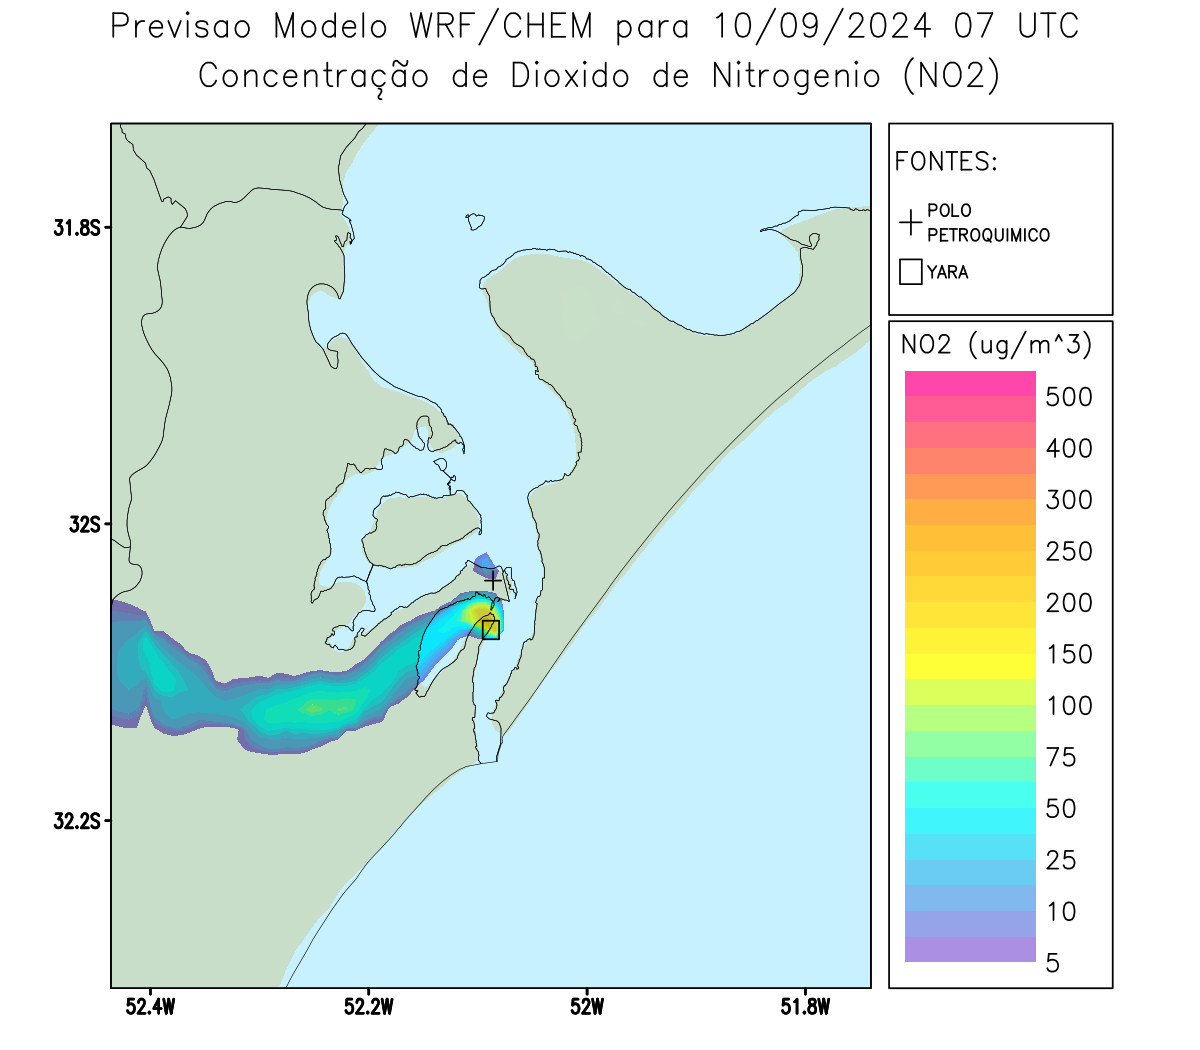 Previsao Modelo WRF/CHEM para 10/09/2024 07 UTC
Concentração de Dioxido de Nitrogenio (NO2)
FONTES:
POLO
PETROQUIMICO
YARA
NO2 (ug/m^3)
500
400
300
250
200
150
100
75
50
25
10
5
31.8S
32S
32.2S
52.4W
52.2W
52W
51.8W